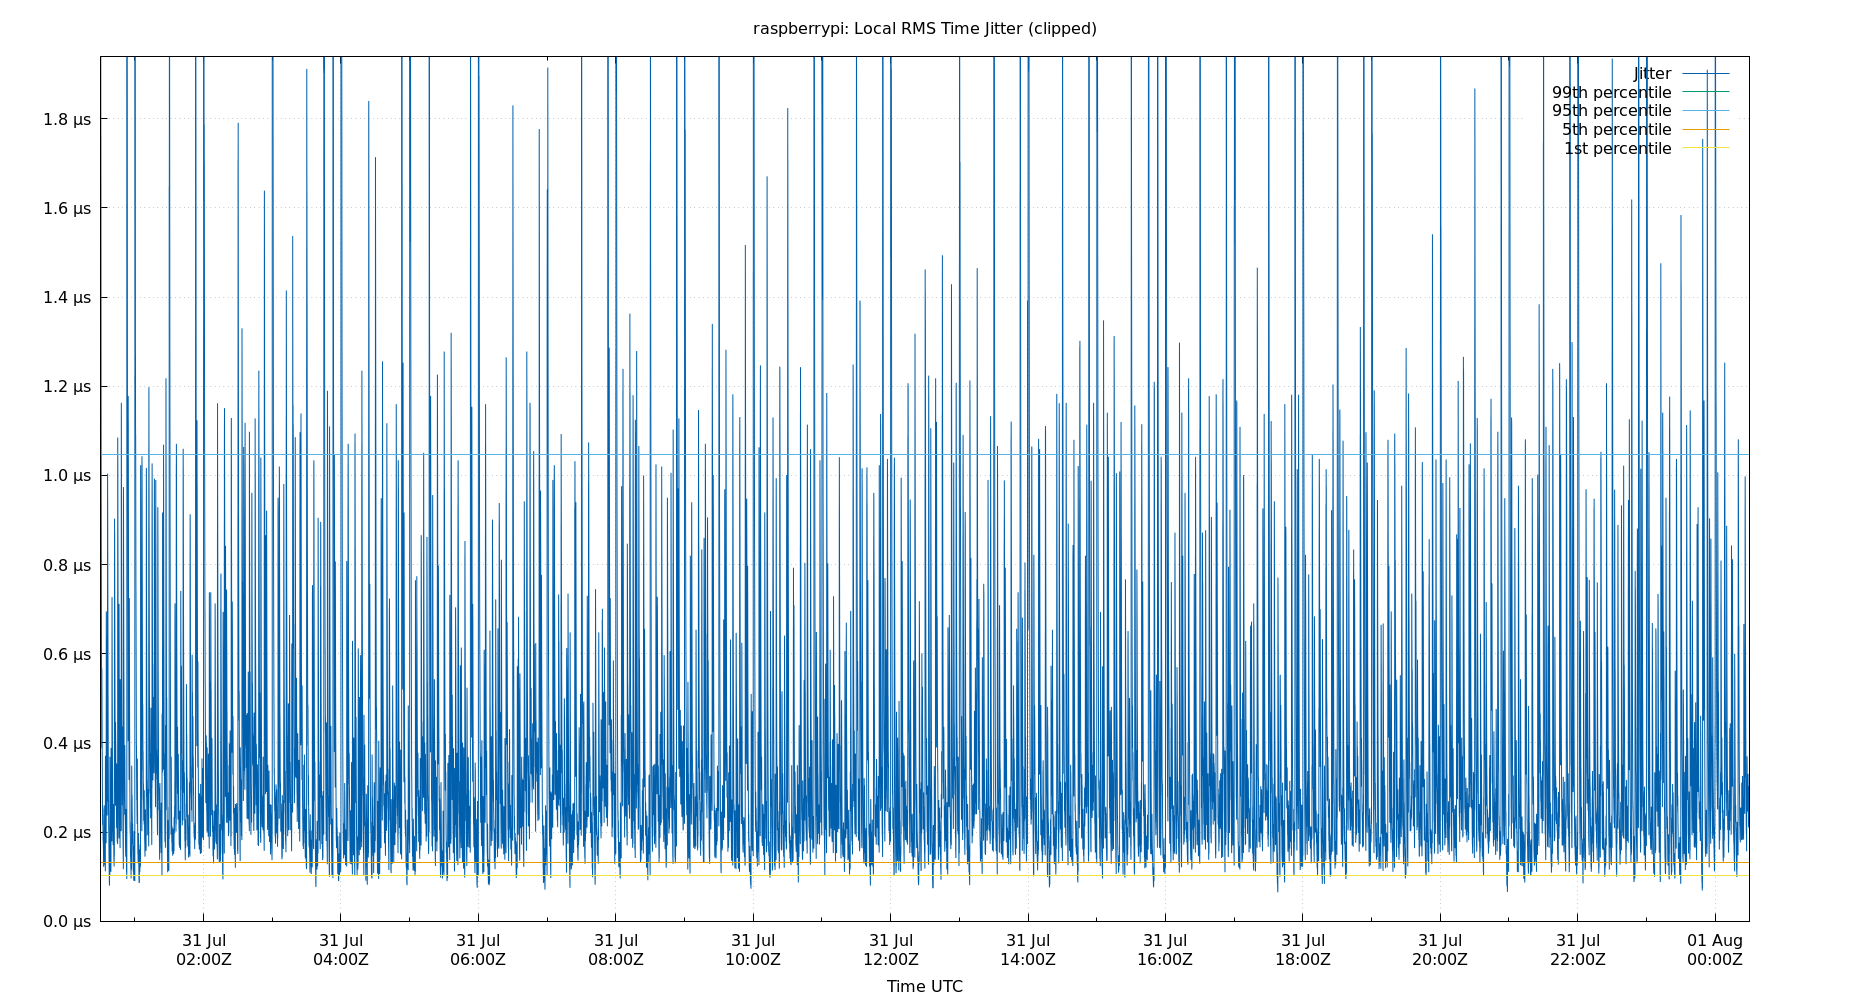 raspberrypi: Local RMS Time Jitter (clipped)
Jitter
99th percentile
95th percentile
5th percentile
1st percentile
1.8 µs
1.6 µs
1.4 µs
1.2 µs
1.0 µs
0.8 µs
0.6 µs
0.4 µs
0.2 µs
0.0 µs
31 Jul 31 Jul 31 Jul 31 Jul 31 Jul 31 Jul 31 Jul 31 Jul 31 Jul 31 Jul 31 Jul 01 Aug
02:00Z 04:00Z 06:00Z 08:00Z 10:00Z 12:00Z 14:00Z 16:00Z 18:00Z 20:00Z 22:00Z 00:00Z
Time UTC